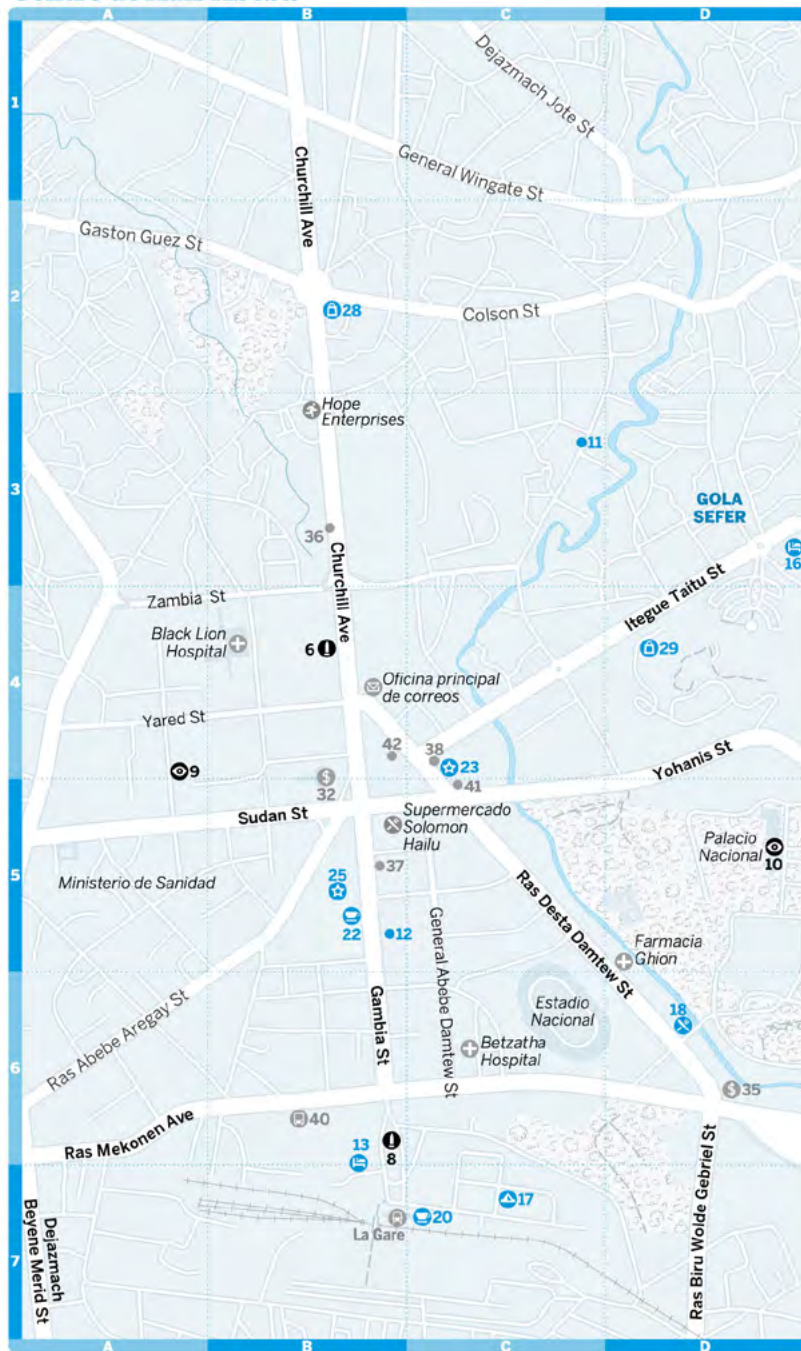 A
B
C
D
1
Dejazmach Jote St
General Wingate St
Churchill Ave
Gaston Guez St
2
28
Colson St
Hope
Enterprises
11
3
GOLA
SEFER
36
16
Churchill Ave
Itegue Taitu St
Zambia St
Black Lion
Hospital
6
29
4
Oficina principal
de correos
Yared St
42
38
23
Yohanis St
9
32
41
Sudan St
Supermercado
Solomon
Hailu
Palacio
Nacional
10
5
37
25
Ministerio de Sanidad
Ras Desta Damtew St
22
12
General Abebe Damtew St
Farmacia
Ghion
Gambia St
Estadio
Nacional
18
Ras Abebe Aregay St
Betzatha
Hospital
6
35
40
Ras Mekonen Ave
13
8
Ras Biru Wolde Gebriel St
17
20
La Gare
Dejazmach
Beyene Merid St
7
A
B
C
D